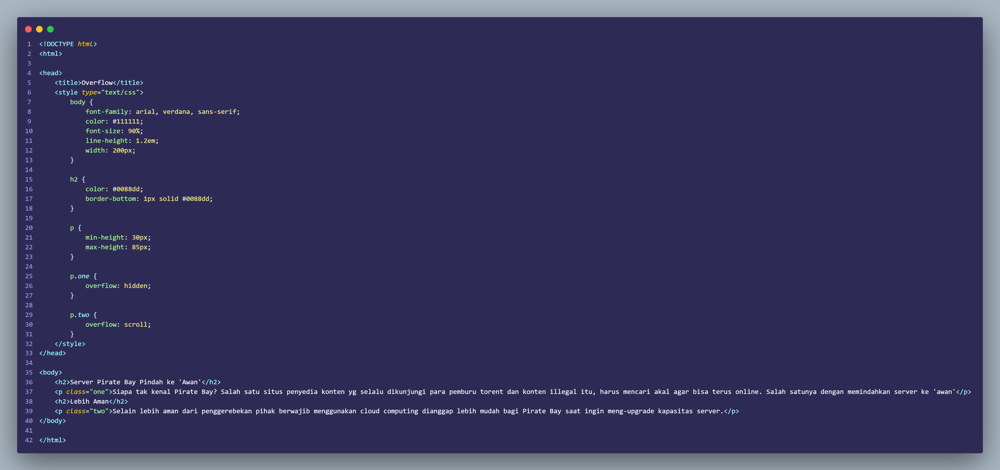 1 <!DOCTYPE html>
2 <html>
3
4 <head>
5     <title>Overflow</title>
6     <style type="text/css">
7         body {
8             font-family: arial, verdana, sans-serif;
9             color: #111111;
10             font-size: 90%;
11             line-height: 1.2em;
12             width: 200px;
13         }
14
15         h2 {
16             color: #0088dd;
17             border-bottom: 1px solid #0088dd;
18         }
19
20         p {
21             min-height: 30px;
22             max-height: 85px;
23         }
24
25         p.one {
26             overflow: hidden;
27         }
28
29         p.two {
30             overflow: scroll;
31         }
32     </style>
33 </head>
34
35 <body>
36     <h2>Server Pirate Bay Pindah ke 'Awan'</h2>
37     <p class="one">Siapa tak kenal Pirate Bay? Salah satu situs penyedia konten yg selalu dikunjungi para pemburu torent dan konten illegal itu, harus mencari akal agar bisa terus online. Salah satunya dengan memindahkan server ke 'awan'</p>
38     <h2>Lebih Aman</h2>
39     <p class="two">Selain lebih aman dari penggerebekan pihak berwajib menggunakan cloud computing dianggap lebih mudah bagi Pirate Bay saat ingin meng-upgrade kapasitas server.</p>
40 </body>
41
42 </html>